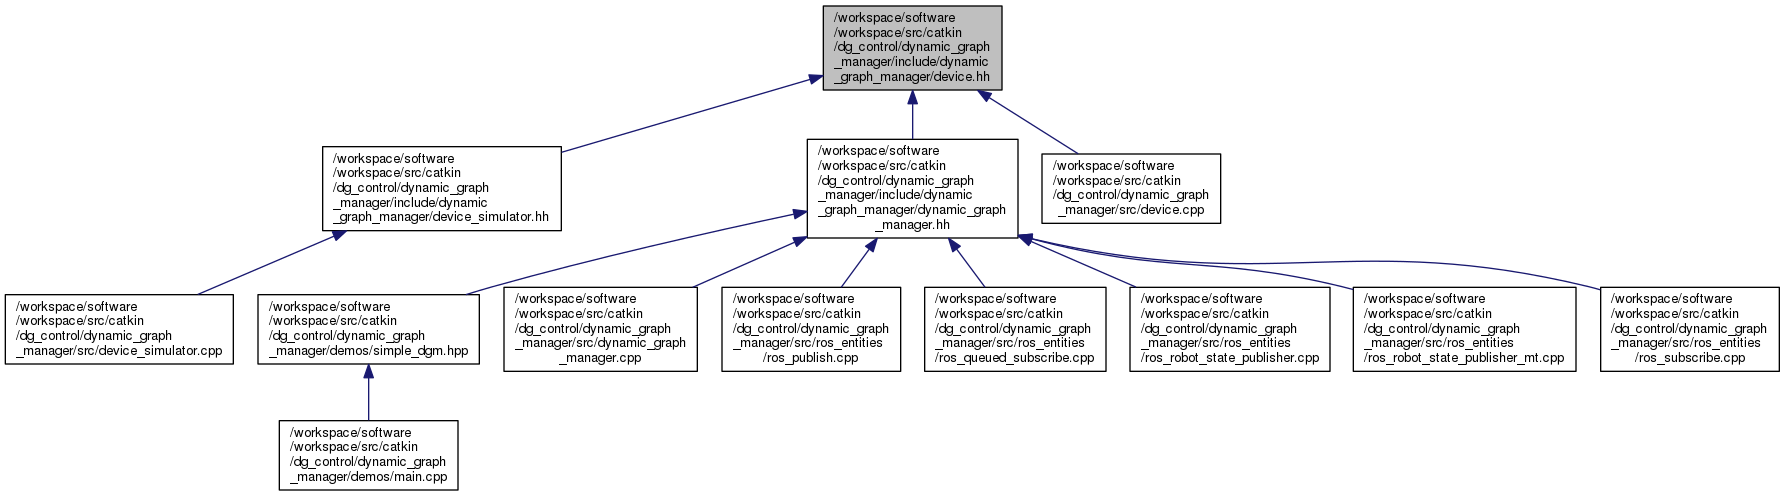 /workspace/software
/workspace/src/catkin
/dg_control/dynamic_graph
_manager/include/dynamic
_graph_manager/device.hh
/workspace/software
/workspace/src/catkin
/dg_control/dynamic_graph
_manager/include/dynamic
_graph_manager/device_simulator.hh
/workspace/software
/workspace/src/catkin
/dg_control/dynamic_graph
_manager/include/dynamic
_graph_manager/dynamic_graph
_manager.hh
/workspace/software
/workspace/src/catkin
/dg_control/dynamic_graph
_manager/src/device.cpp
/workspace/software
/workspace/src/catkin
/dg_control/dynamic_graph
_manager/src/device_simulator.cpp
/workspace/software
/workspace/src/catkin
/dg_control/dynamic_graph
_manager/demos/simple_dgm.hpp
/workspace/software
/workspace/src/catkin
/dg_control/dynamic_graph
_manager/src/dynamic_graph
_manager.cpp
/workspace/software
/workspace/src/catkin
/dg_control/dynamic_graph
_manager/src/ros_entities
/ros_publish.cpp
/workspace/software
/workspace/src/catkin
/dg_control/dynamic_graph
_manager/src/ros_entities
/ros_queued_subscribe.cpp
/workspace/software
/workspace/src/catkin
/dg_control/dynamic_graph
_manager/src/ros_entities
/ros_robot_state_publisher.cpp
/workspace/software
/workspace/src/catkin
/dg_control/dynamic_graph
_manager/src/ros_entities
/ros_robot_state_publisher_mt.cpp
/workspace/software
/workspace/src/catkin
/dg_control/dynamic_graph
_manager/src/ros_entities
/ros_subscribe.cpp
/workspace/software
/workspace/src/catkin
/dg_control/dynamic_graph
_manager/demos/main.cpp